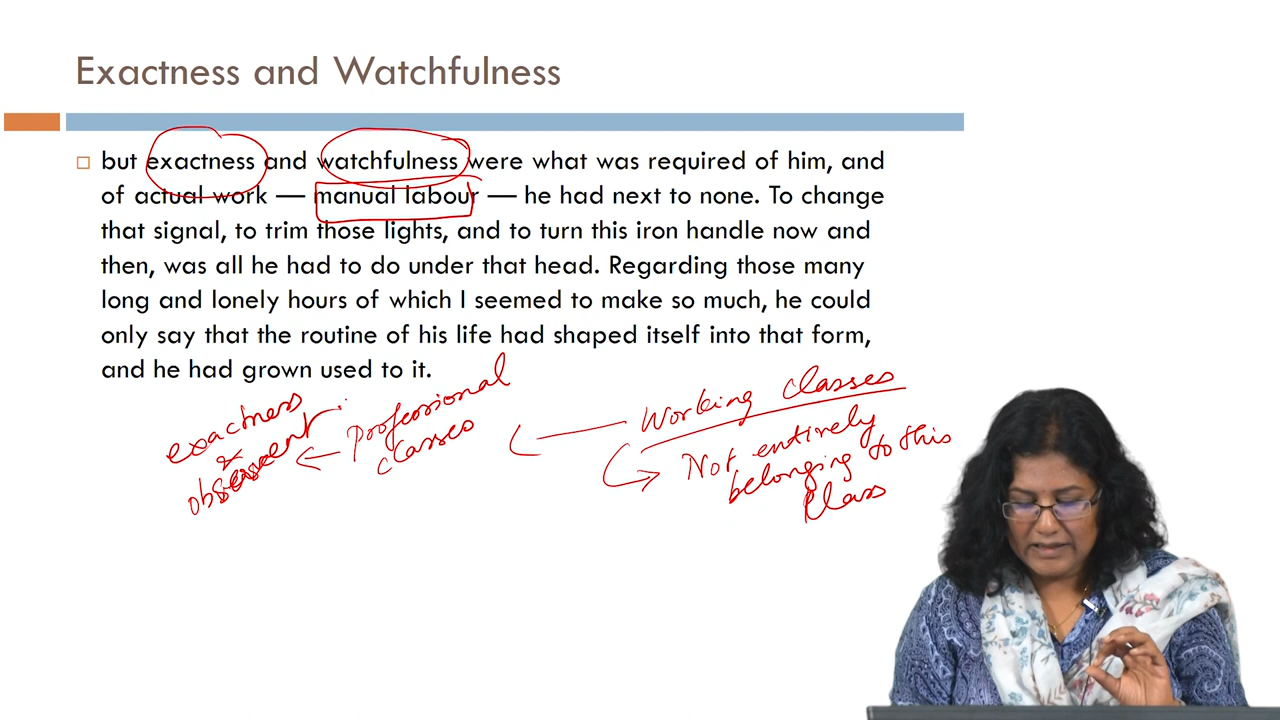 Exactness and Watchfulness
but exactness and watchfulness were what was required of him, and
of actual work — manual labour — he had next to none. To change
that signal, to trim those lights, and to turn this iron handle now and
then, was all he had to do under that head. Regarding those many
long and lonely hours of which I seemed to make so much, he could
only say that the routine of his life had shaped itself into that form,
and he had grown used to it.
exactness
&
observent
Professional
classes
Working classes
Not entirely
belonging to this
Class